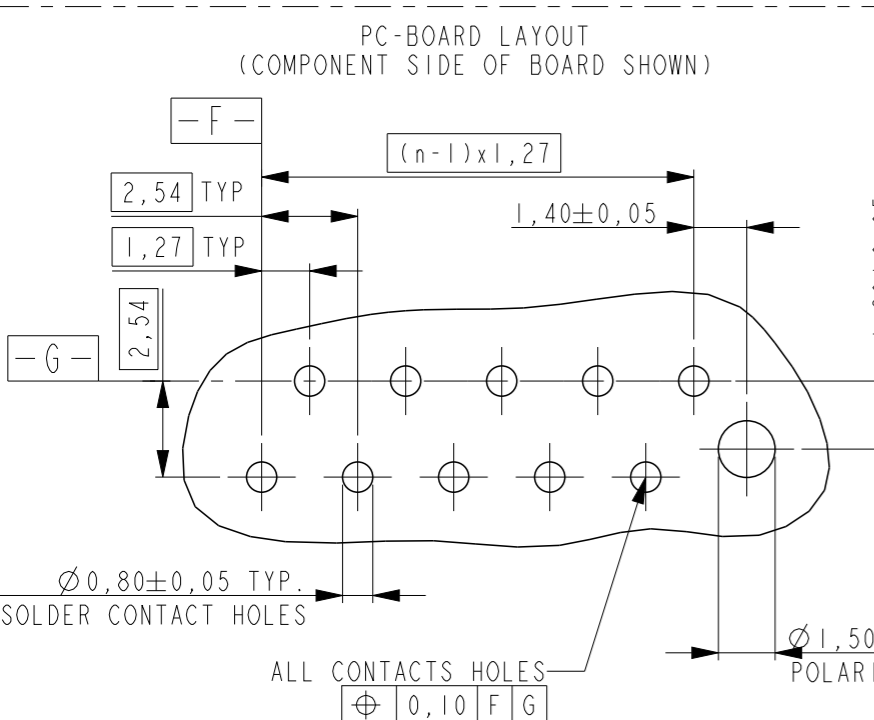 PC-BOARD LAYOUT
(COMPONENT SIDE OF BOARD SHOWN)
-F-
(n-1)x1,27
2,54 TYP
1,40±0,05
1,27 TYP
2,54
-G-
Ø0,80±0,05 TYP.
SOLDER CONTACT HOLES
Ø1,50
ALL CONTACTS HOLES
⌖ 0,10 F G